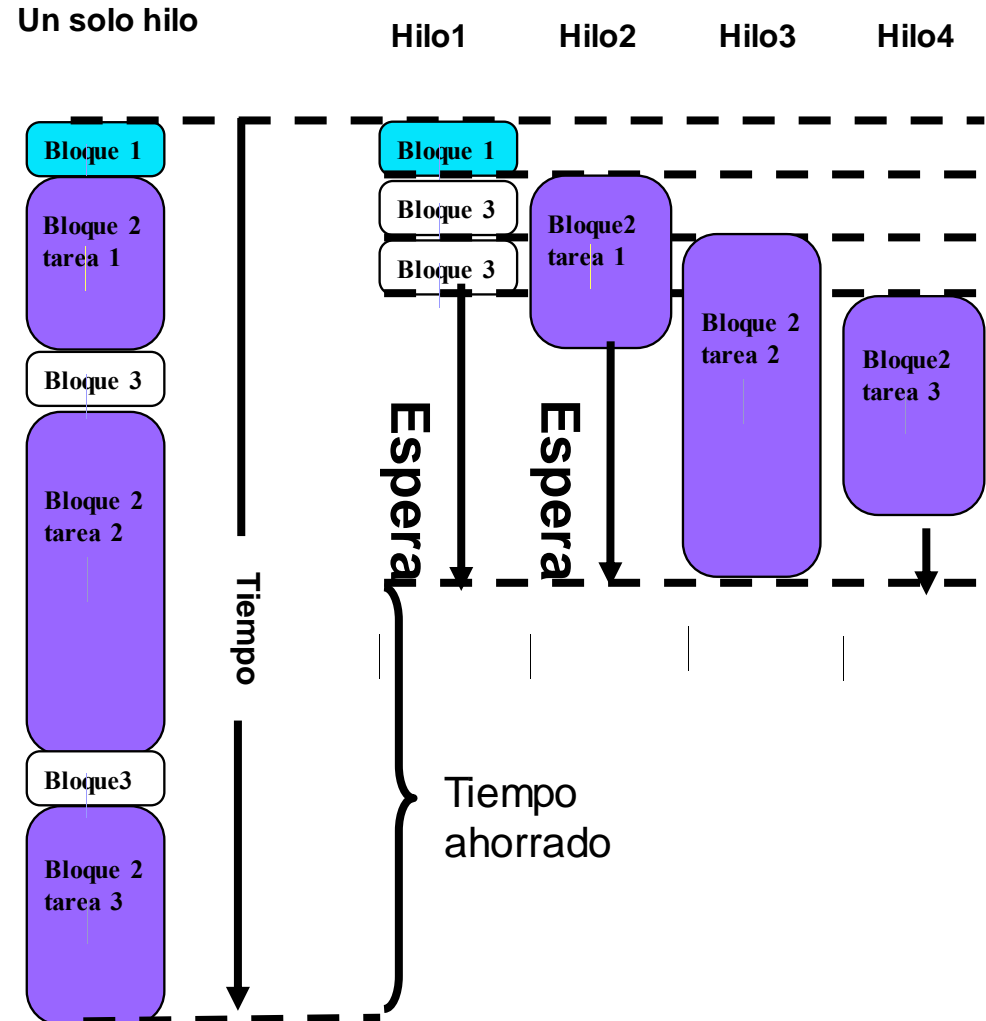 Un solo hilo
Hilo1
Hilo2
Hilo3
Hilo4
Bloque 1
Bloque 2
tarea 1
Bloque 3
Bloque 2
tarea 2
Bloque3
Bloque 2
tarea 3
Tiempo
Bloque 1
Bloque 3
Bloque 3
Espera
Bloque2
tarea 1
Espera
Bloque 2
tarea 2
Bloque2
tarea 3
Tiempo
ahorrado